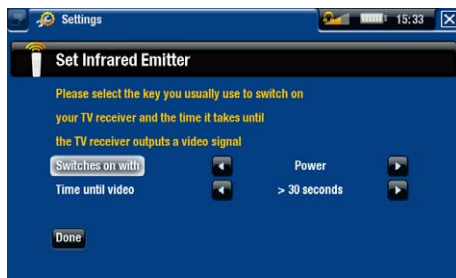 Settings
15:33
Set Infrared Emitter
Please select the key you usually use to switch on
your TV receiver and the time it takes until
the TV receiver outputs a video signal
Switches on with Power
Time until video > 30 seconds
Done